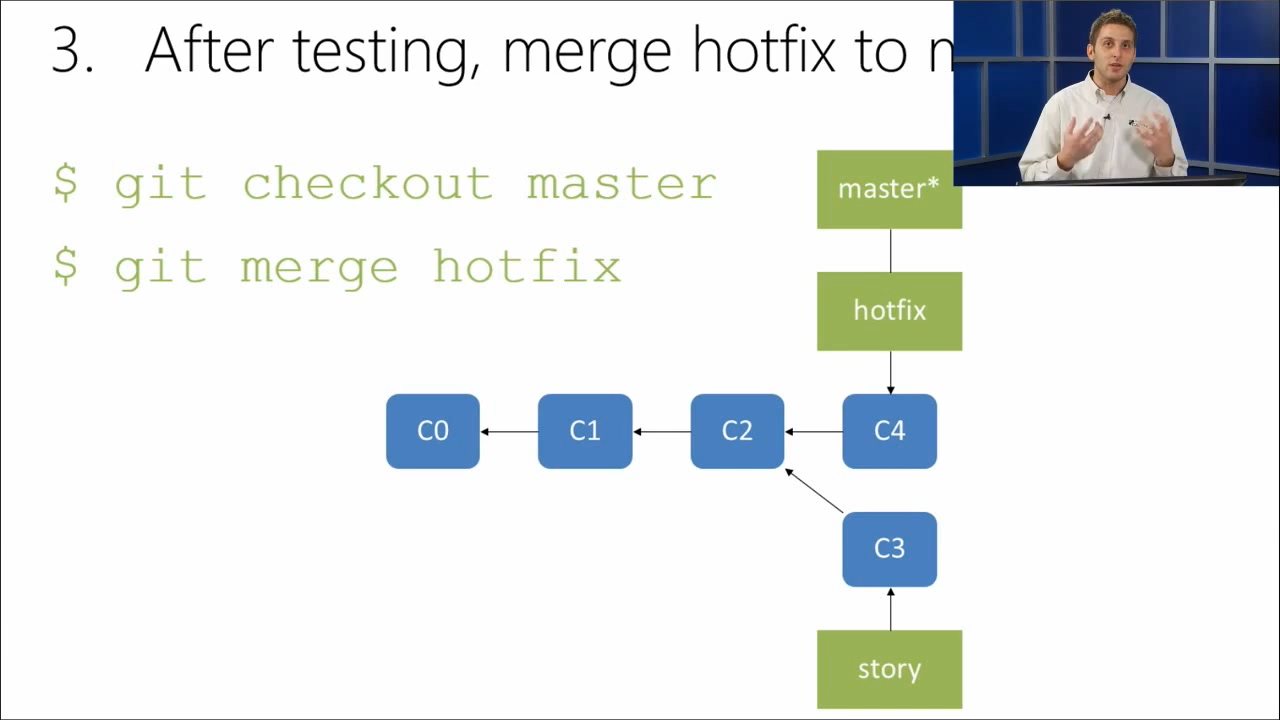 3. After testing, merge hotfix to
$ git checkout master
$ git merge hotfix
master*
hotfix
C0 C1 C2 C4
C3
story